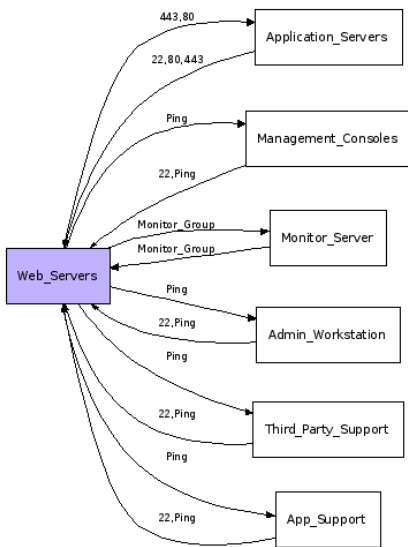 443,80
Application_Servers
22,80,443
Ping
Management_Consoles
22,Ping
Monitor_Group
Monitor_Server
Monitor_Group
Web_Servers
Ping
Admin_Workstation
22,Ping
Ping
Third_Party_Support
22,Ping
Ping
App_Support
22,Ping